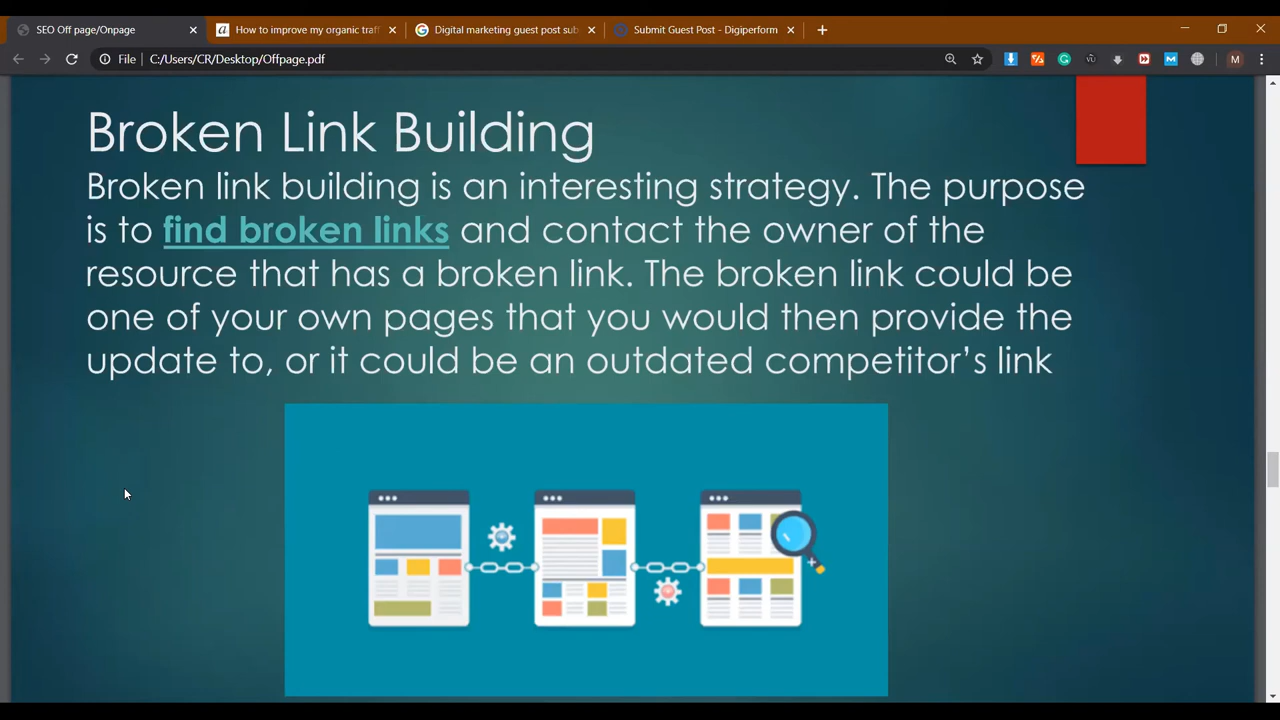 SEO Off page/Onpage
How to improve my organic traf
Digital marketing guest post sub
Submit Guest Post - Digiperform
File
C:/Users/CR/Desktop/Offpage.pdf
M
Broken Link Building
Broken link building is an interesting strategy. The purpose
is to find broken links and contact the owner of the
resource that has a broken link. The broken link could be
one of your own pages that you would then provide the
update to, or it could be an outdated competitor’s link